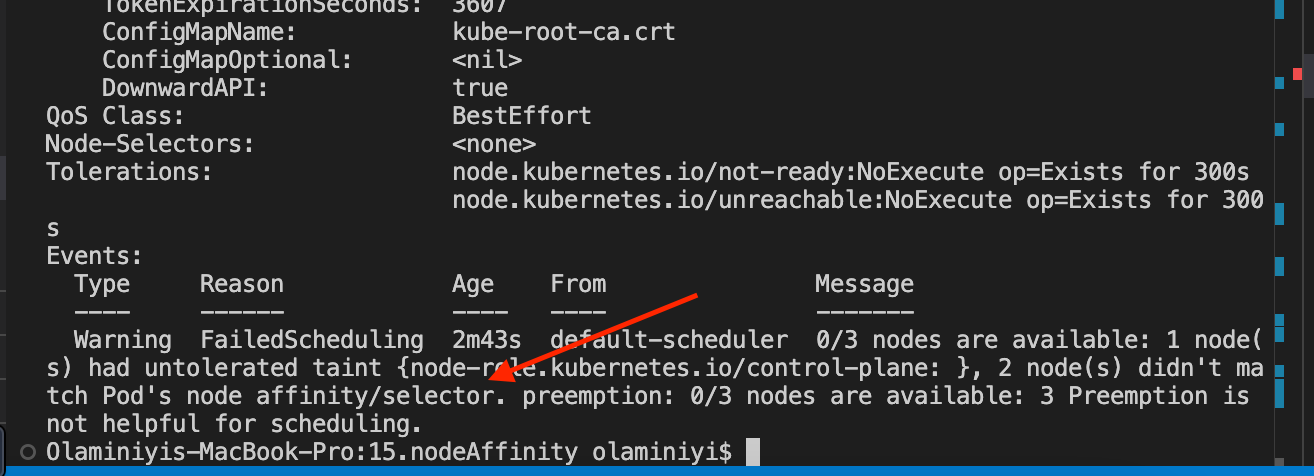 TokenExpirationSeconds:  3607
ConfigMapName:           kube-root-ca.crt
ConfigMapOptional:       <nil>
DownwardAPI:             true
QoS Class:                   BestEffort
Node-Selectors:              <none>
Tolerations:                 node.kubernetes.io/not-ready:NoExecute op=Exists for 300s
node.kubernetes.io/unreachable:NoExecute op=Exists for 300
s
Events:
Type     Reason            Age    From               Message
----     ------            ----   ----               -------
Warning  FailedScheduling  2m43s  default-scheduler  0/3 nodes are available: 1 node(
s) had untolerated taint {node-role.kubernetes.io/control-plane: }, 2 node(s) didn't ma
tch Pod's node affinity/selector. preemption: 0/3 nodes are available: 3 Preemption is
not helpful for scheduling.
Olaminiyis-MacBook-Pro:15.nodeAffinity olaminiyi$